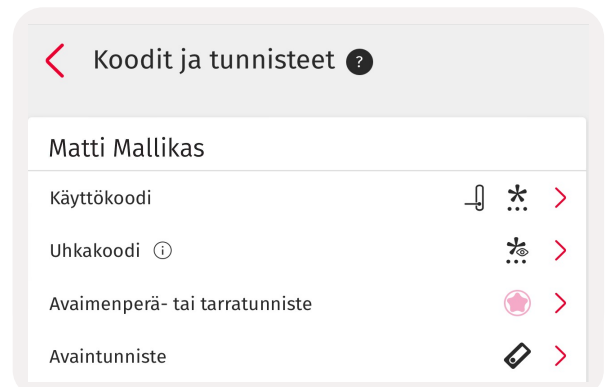 Koodit ja tunnisteet ?
Matti Mallikas
Käyttökoodi
Uhkakoodi i
Avaimenperä- tai tarratunniste
Avaintunniste